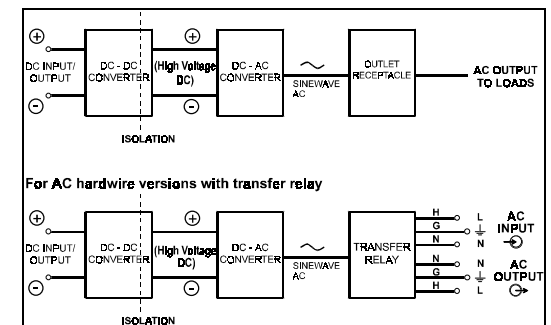 DC INPUT/
OUTPUT
DC - DC
CONVERTER
(High Voltage
DC)
DC - AC
CONVERTER
SINEWAVE
AC
OUTLET
RECEPTACLE
AC OUTPUT
TO LOADS
ISOLATION
For AC hardwire versions with transfer relay
DC INPUT/
OUTPUT
DC - DC
CONVERTER
(High Voltage
DC)
DC - AC
CONVERTER
SINEWAVE
AC
TRANSFER
RELAY
H L
G
N N
AC
INPUT
N N
G
H L
AC
OUTPUT
ISOLATION